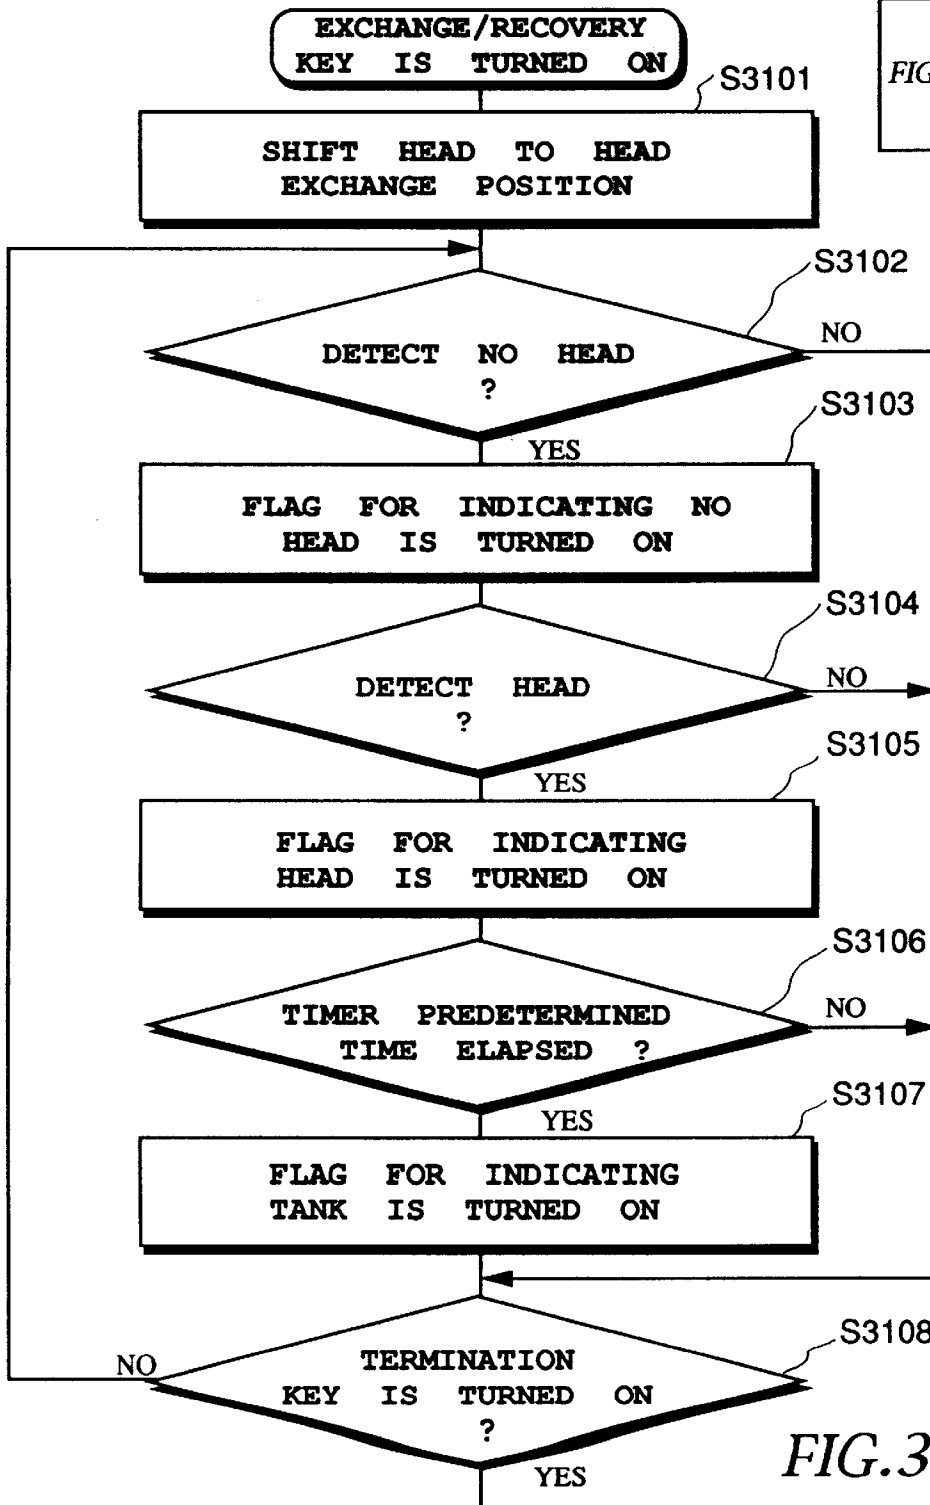 EXCHANGE/RECOVERY
KEY IS TURNED ON
S3101
FIG
SHIFT HEAD TO HEAD
EXCHANGE POSITION
S3102
DETECT NO HEAD
?
NO
YES
S3103
FLAG FOR INDICATING NO
HEAD IS TURNED ON
S3104
DETECT HEAD
?
NO
YES
S3105
FLAG FOR INDICATING
HEAD IS TURNED ON
S3106
TIMER PREDETERMINED
TIME ELAPSED ?
NO
YES
S3107
FLAG FOR INDICATING
TANK IS TURNED ON
S3108
TERMINATION
KEY IS TURNED ON
?
NO
YES
FIG.3